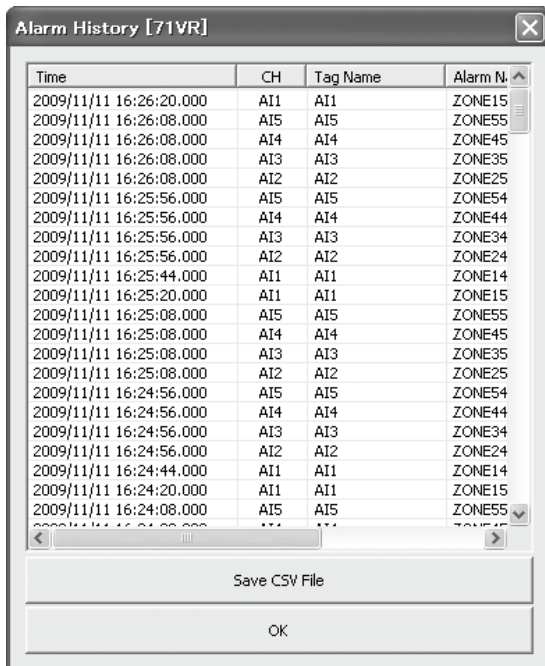 Alarm History [71VR]
Time CH Tag Name Alarm N
2009/11/11 16:26:20.000 AI1 AI1 ZONE15
2009/11/11 16:26:08.000 AI5 AI5 ZONE55
2009/11/11 16:26:08.000 AI4 AI4 ZONE45
2009/11/11 16:26:08.000 AI3 AI3 ZONE35
2009/11/11 16:26:08.000 AI2 AI2 ZONE25
2009/11/11 16:25:56.000 AI5 AI5 ZONE54
2009/11/11 16:25:56.000 AI4 AI4 ZONE44
2009/11/11 16:25:56.000 AI3 AI3 ZONE34
2009/11/11 16:25:56.000 AI2 AI2 ZONE24
2009/11/11 16:25:44.000 AI1 AI1 ZONE14
2009/11/11 16:25:20.000 AI1 AI1 ZONE15
2009/11/11 16:25:08.000 AI5 AI5 ZONE55
2009/11/11 16:25:08.000 AI4 AI4 ZONE45
2009/11/11 16:25:08.000 AI3 AI3 ZONE35
2009/11/11 16:25:08.000 AI2 AI2 ZONE25
2009/11/11 16:24:56.000 AI5 AI5 ZONE54
2009/11/11 16:24:56.000 AI4 AI4 ZONE44
2009/11/11 16:24:56.000 AI3 AI3 ZONE34
2009/11/11 16:24:56.000 AI2 AI2 ZONE24
2009/11/11 16:24:44.000 AI1 AI1 ZONE14
2009/11/11 16:24:20.000 AI1 AI1 ZONE15
2009/11/11 16:24:08.000 AI5 AI5 ZONE55
Save CSV File
OK